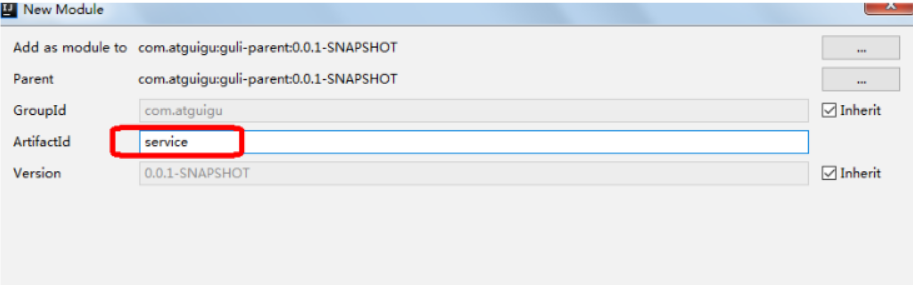 New Module
Add as module to com.atguigu:guli-parent:0.0.1-SNAPSHOT ...
Parent com.atguigu:guli-parent:0.0.1-SNAPSHOT ...
GroupId com.atguigu Inherit
ArtifactId service
Version 0.0.1-SNAPSHOT Inherit